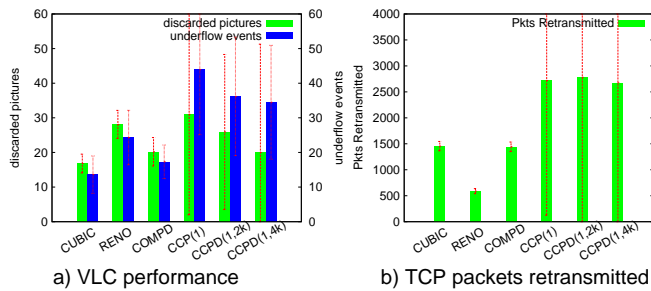 discarded pictures
underflow events
60
50
40
30
20
10
0
discarded pictures
60
50
40
30
20
10
0
underflow events
CUBIC
RENO
COMPD
CCP(1)
CCPD(1,2k)
CCPD(1,4k)
a) VLC performance
Pkts Retransmitted
4000
3500
3000
2500
2000
1500
1000
500
0
Pkts Retransmitted
CUBIC
RENO
COMPD
CCP(1)
CCPD(1,2k)
CCPD(1,4k)
b) TCP packets retransmitted